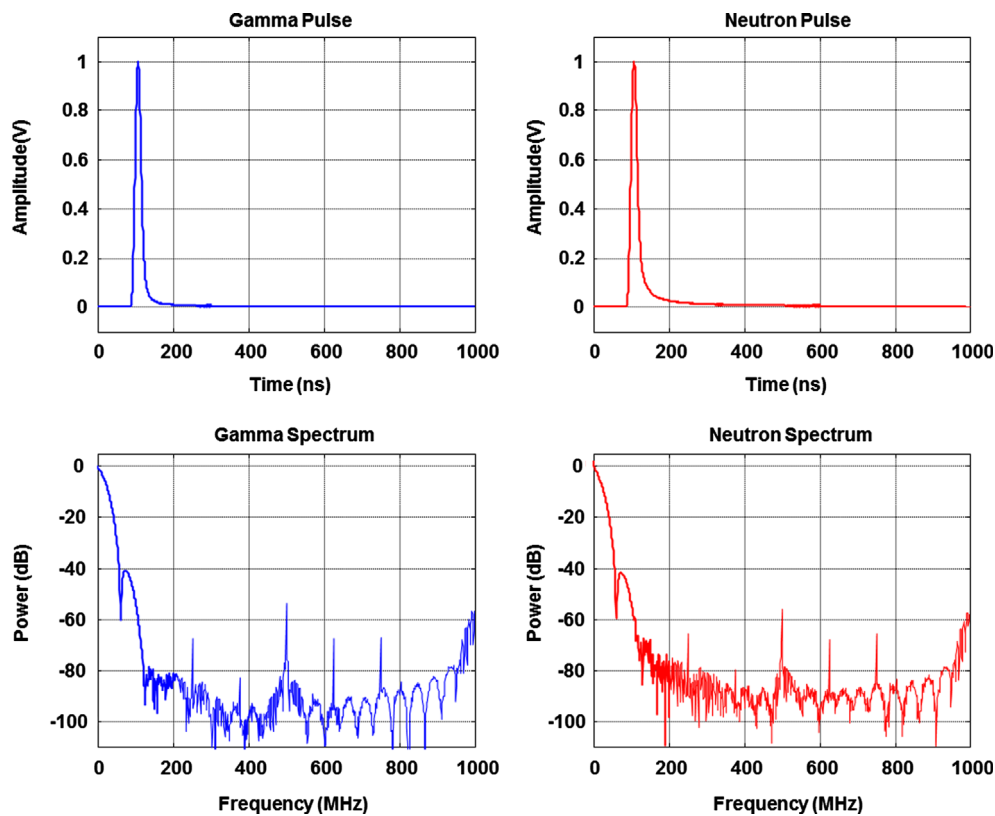 Gamma Pulse
Amplitude(V)
1
0.8
0.6
0.4
0.2
0
0 200 400 600 800 1000
Time (ns)
Neutron Pulse
Amplitude(V)
1
0.8
0.6
0.4
0.2
0
0 200 400 600 800 1000
Time (ns)
Gamma Spectrum
Power (dB)
0
-20
-40
-60
-80
-100
0 200 400 600 800 1000
Frequency (MHz)
Neutron Spectrum
Power (dB)
0
-20
-40
-60
-80
-100
0 200 400 600 800 1000
Frequency (MHz)